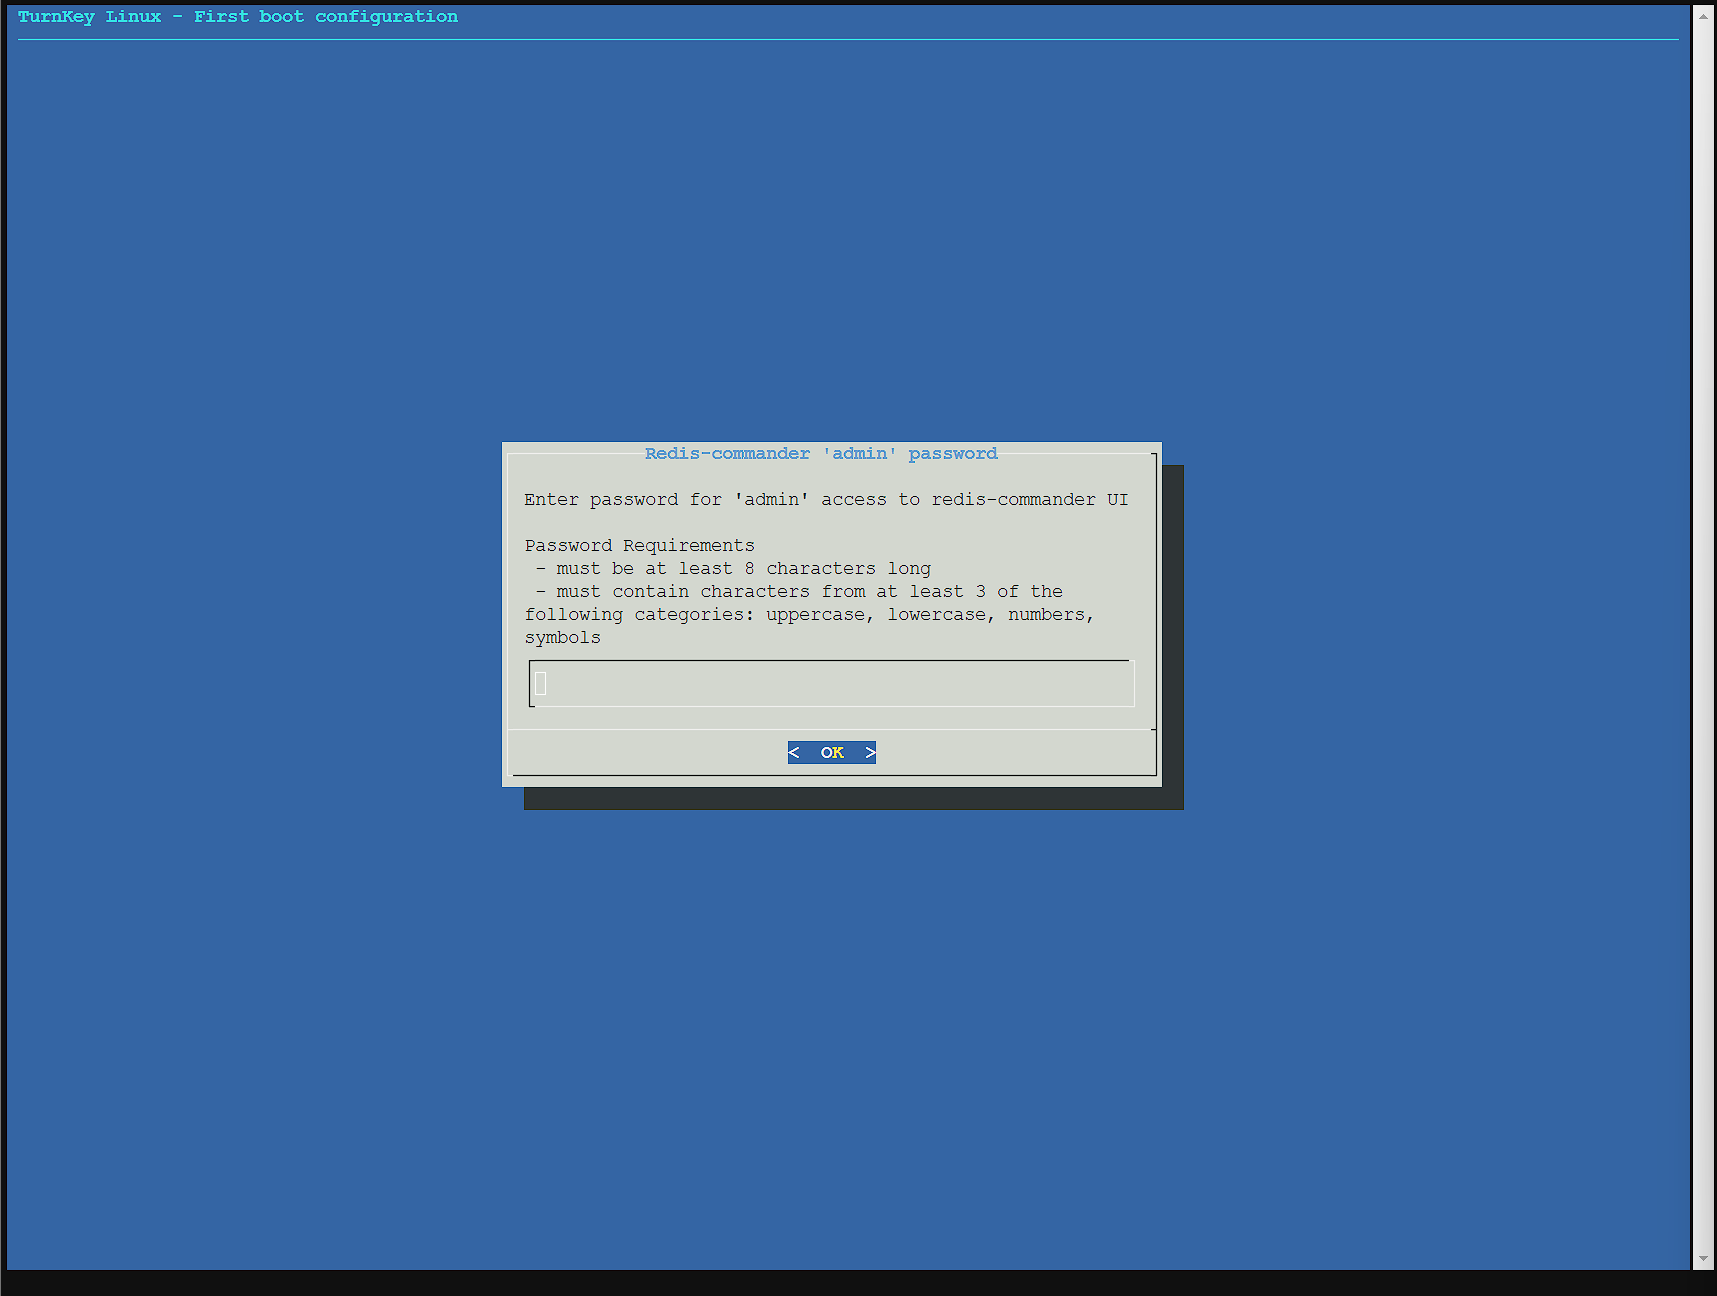 TurnKey Linux - First boot configuration
Redis-commander 'admin' password
Enter password for 'admin' access to redis-commander UI
Password Requirements
- must be at least 8 characters long
- must contain characters from at least 3 of the
following categories: uppercase, lowercase, numbers,
symbols
< OK >